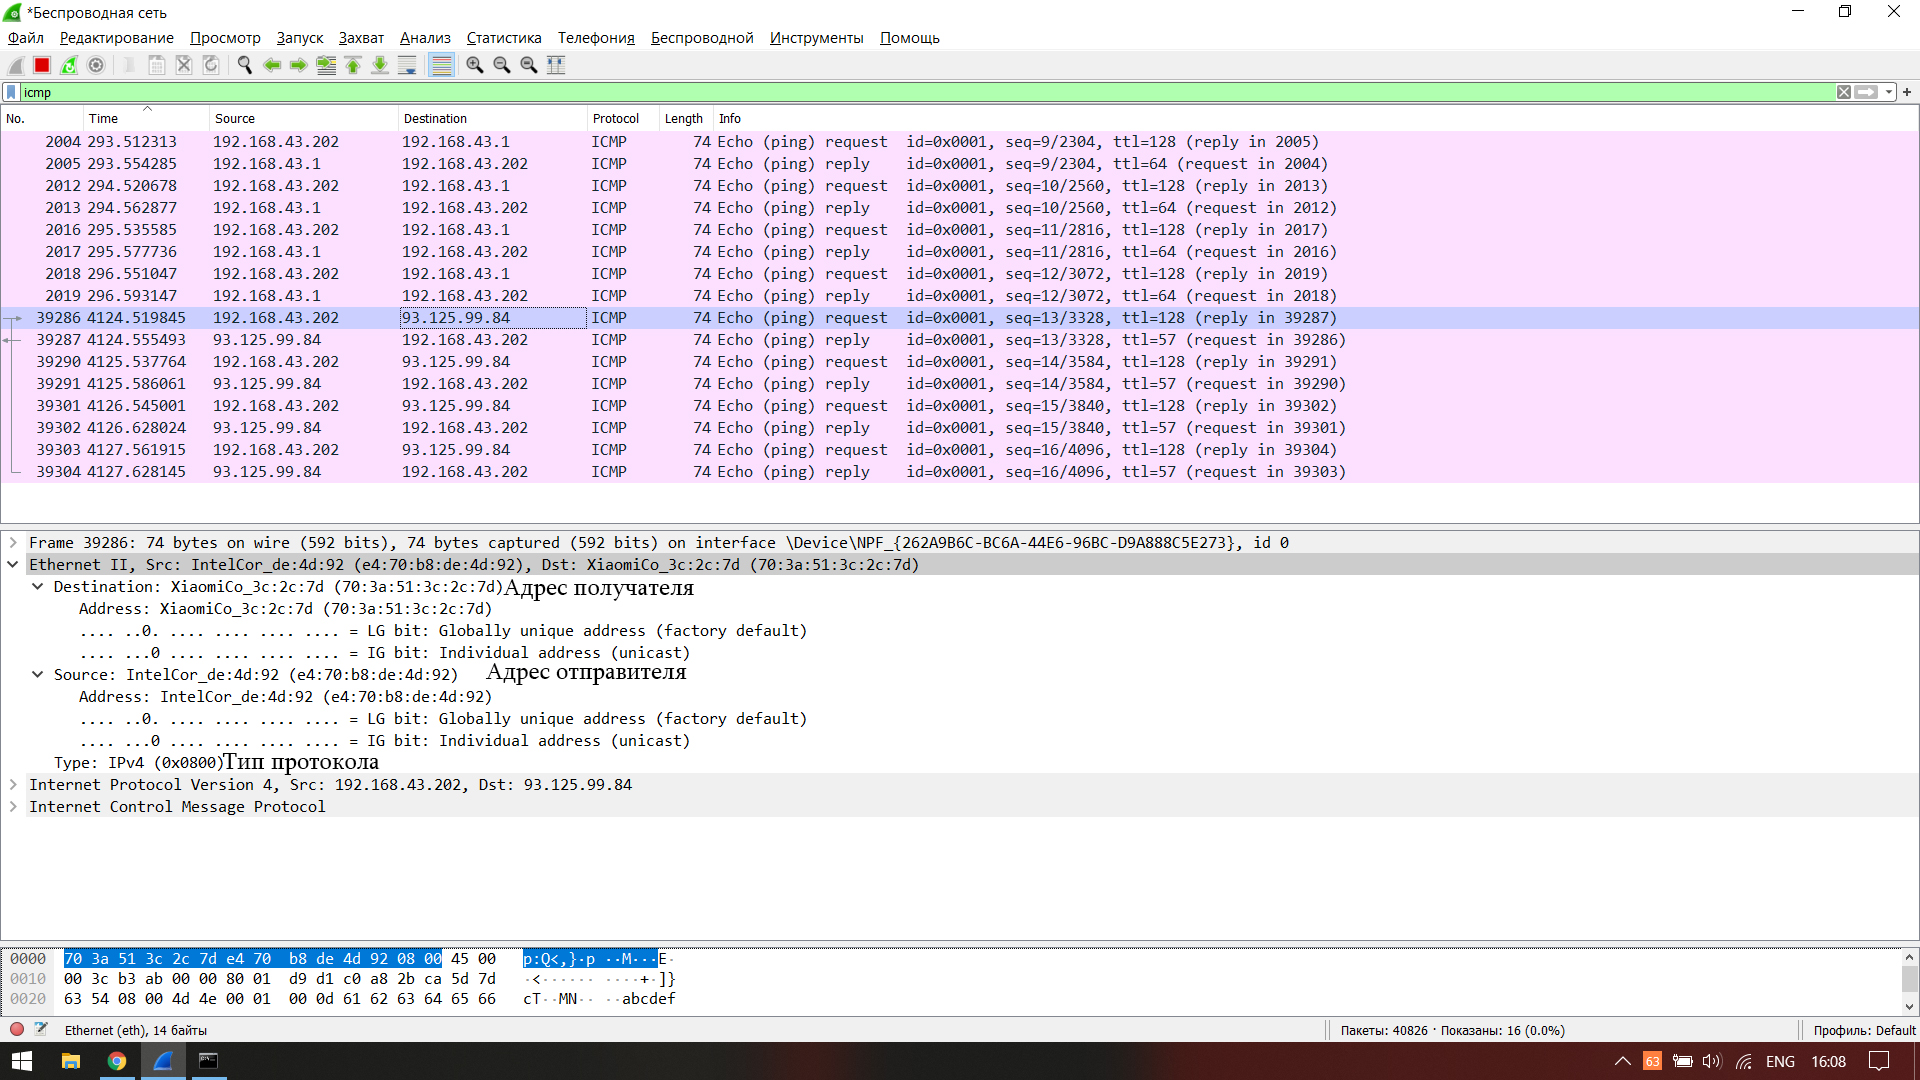 *Беспроводная сеть
Файл Редактирование Просмотр Запуск Захват Анализ Статистика Телефония Беспроводной Инструменты Помощь
icmp
No. Time Source Destination Protocol Length Info
2004 293.512313 192.168.43.202 192.168.43.1 ICMP 74 Echo (ping) request id=0x0001, seq=9/2304, ttl=128 (reply in 2005)
2005 293.554285 192.168.43.1 192.168.43.202 ICMP 74 Echo (ping) reply id=0x0001, seq=9/2304, ttl=64 (request in 2004)
2012 294.520678 192.168.43.202 192.168.43.1 ICMP 74 Echo (ping) request id=0x0001, seq=10/2560, ttl=128 (reply in 2013)
2013 294.562877 192.168.43.1 192.168.43.202 ICMP 74 Echo (ping) reply id=0x0001, seq=10/2560, ttl=64 (request in 2012)
2016 295.535585 192.168.43.202 192.168.43.1 ICMP 74 Echo (ping) request id=0x0001, seq=11/2816, ttl=128 (reply in 2017)
2017 295.577736 192.168.43.1 192.168.43.202 ICMP 74 Echo (ping) reply id=0x0001, seq=11/2816, ttl=64 (request in 2016)
2018 296.551047 192.168.43.202 192.168.43.1 ICMP 74 Echo (ping) request id=0x0001, seq=12/3072, ttl=128 (reply in 2019)
2019 296.593147 192.168.43.1 192.168.43.202 ICMP 74 Echo (ping) reply id=0x0001, seq=12/3072, ttl=64 (request in 2018)
39286 4124.519845 192.168.43.202 93.125.99.84 ICMP 74 Echo (ping) request id=0x0001, seq=13/3328, ttl=128 (reply in 39287)
39287 4124.555493 93.125.99.84 192.168.43.202 ICMP 74 Echo (ping) reply id=0x0001, seq=13/3328, ttl=57 (request in 39286)
39290 4125.537764 192.168.43.202 93.125.99.84 ICMP 74 Echo (ping) request id=0x0001, seq=14/3584, ttl=128 (reply in 39291)
39291 4125.586061 93.125.99.84 192.168.43.202 ICMP 74 Echo (ping) reply id=0x0001, seq=14/3584, ttl=57 (request in 39290)
39301 4126.545001 192.168.43.202 93.125.99.84 ICMP 74 Echo (ping) request id=0x0001, seq=15/3840, ttl=128 (reply in 39302)
39302 4126.628024 93.125.99.84 192.168.43.202 ICMP 74 Echo (ping) reply id=0x0001, seq=15/3840, ttl=57 (request in 39301)
39303 4127.561915 192.168.43.202 93.125.99.84 ICMP 74 Echo (ping) request id=0x0001, seq=16/4096, ttl=128 (reply in 39304)
39304 4127.628145 93.125.99.84 192.168.43.202 ICMP 74 Echo (ping) reply id=0x0001, seq=16/4096, ttl=57 (request in 39303)
Frame 39286: 74 bytes on wire (592 bits), 74 bytes captured (592 bits) on interface \Device\NPF_{262A9B6C-BC6A-44E6-96BC-D9A888C5E273}, id 0
Ethernet II, Src: IntelCor_de:4d:92 (e4:70:b8:de:4d:92), Dst: XiaomiCo_3c:2c:7d (70:3a:51:3c:2c:7d)
Destination: XiaomiCo_3c:2c:7d (70:3a:51:3c:2c:7d) Адрес получателя
Address: XiaomiCo_3c:2c:7d (70:3a:51:3c:2c:7d)
.... ..0. .... .... .... .... = LG bit: Globally unique address (factory default)
.... ...0 .... .... .... .... = IG bit: Individual address (unicast)
Source: IntelCor_de:4d:92 (e4:70:b8:de:4d:92) Адрес отправителя
Address: IntelCor_de:4d:92 (e4:70:b8:de:4d:92)
.... ..0. .... .... .... .... = LG bit: Globally unique address (factory default)
.... ...0 .... .... .... .... = IG bit: Individual address (unicast)
Type: IPv4 (0x0800) Тип протокола
Internet Protocol Version 4, Src: 192.168.43.202, Dst: 93.125.99.84
Internet Control Message Protocol
0000 70 3a 51 3c 2c 7d e4 70 b8 de 4d 92 08 00 45 00 p:Q<,}·p ··M···E·
0010 00 3c b3 ab 00 00 80 01 d9 d1 c0 a8 2b ca 5d 7d ·<······ ····+·]}
0020 63 54 08 00 4d 4e 00 01 00 0d 61 62 63 64 65 66 cT··MN·· ··abcdef
Ethernet (eth), 14 байты Пакеты: 40826 · Показаны: 16 (0.0%) Профиль: Default
63 ENG 16:08